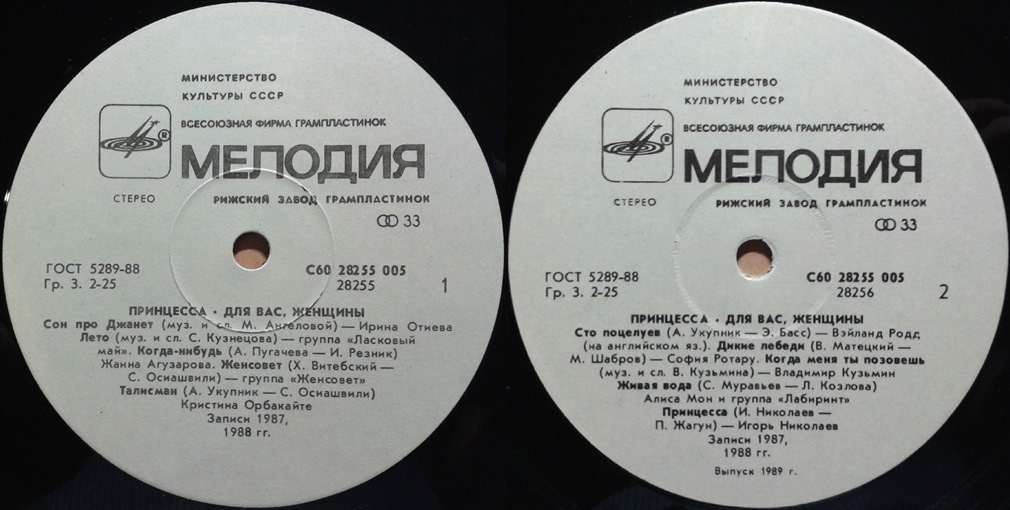 МИНИСТЕРСТВО
КУЛЬТУРЫ СССР
ВСЕСОЮЗНАЯ ФИРМА ГРАМПЛАСТИНОК
®
МЕЛОДИЯ
СТЕРЕО
РИЖСКИЙ ЗАВОД ГРАМПЛАСТИНОК
33
ГОСТ 5289-88
С60 28255 005
Гр. 3. 2-25
28255
1
ПРИНЦЕССА · ДЛЯ ВАС, ЖЕНЩИНЫ
Сон про Джанет (муз. и сл. М. Ангеловой) — Ирина Отиева
Лето (муз. и сл. С. Кузнецова) — группа «Ласковый
май». Когда-нибудь (А. Пугачева — И. Резник)
Жанна Агузарова. Женсовет (Х. Витебский —
С. Осиашвили) — группа «Женсовет»
Талисман (А. Укупник — С. Осиашвили)
Кристина Орбакайте
Записи 1987,
1988 гг.
МИНИСТЕРСТВО
КУЛЬТУРЫ СССР
ВСЕСОЮЗНАЯ ФИРМА ГРАМПЛАСТИНОК
®
МЕЛОДИЯ
СТЕРЕО
РИЖСКИЙ ЗАВОД ГРАМПЛАСТИНОК
33
ГОСТ 5289-88
С60 28255 005
Гр. 3. 2-25
28256
2
ПРИНЦЕССА · ДЛЯ ВАС, ЖЕНЩИНЫ
Сто поцелуев (А. Укупник — Э. Басс) — Вэйланд Родд
(на английском яз.). Дикие лебеди (В. Матецкий —
М. Шабров) — София Ротару. Когда меня ты позовешь
(муз. и сл. В. Кузьмина) — Владимир Кузьмин
Живая вода (С. Муравьев — Л. Козлова)
Алиса Мон и группа «Лабиринт»
Принцесса (И. Николаев —
П. Жагун) — Игорь Николаев
Записи 1987,
1988 гг.
Выпуск 1989 г.